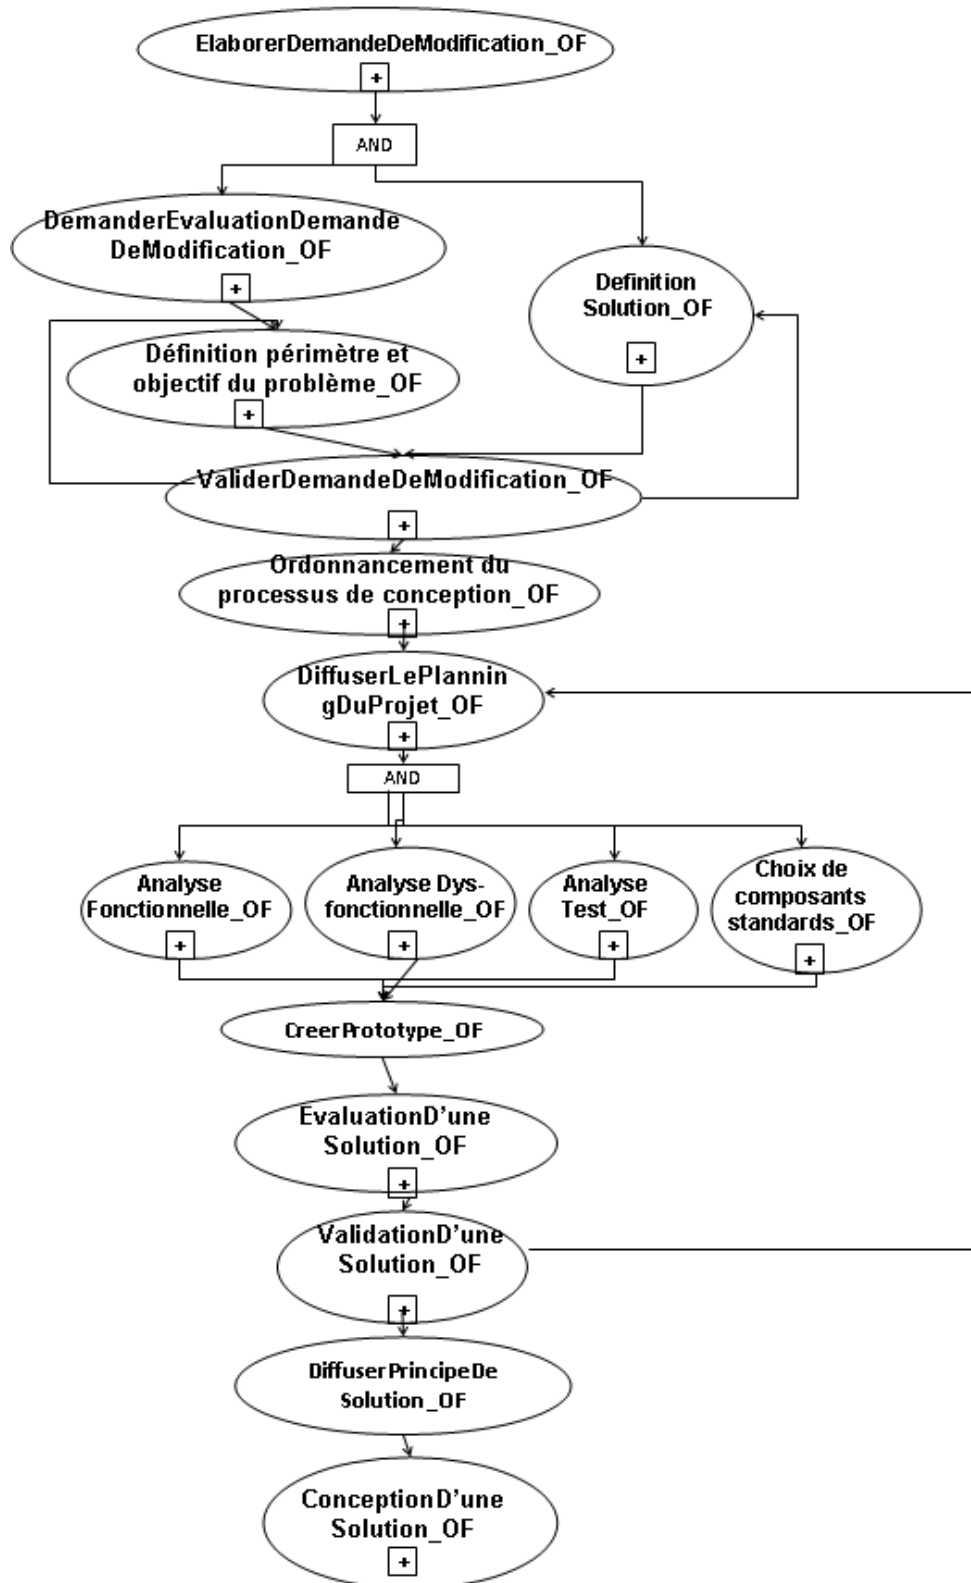 ElaborerDemandeDeModification_OF
+
AND
DemanderEvaluationDemande
DeModification_OF
+
Definition
Solution_OF
+
Définition périmètre et
objectif du problème_OF
+
ValiderDemandeDeModification_OF
+
Ordonnancement du
processus de conception_OF
+
DiffuserLePlannin
gDuProjet_OF
+
AND
Analyse
Fonctionnelle_OF
+
Analyse Dys-
fonctionnelle_OF
+
Analyse
Test_OF
+
Choix de
composants
standards_OF
+
CreerPrototype_OF
EvaluationD'une
Solution_OF
+
ValidationD'une
Solution_OF
+
DiffuserPrincipeDe
Solution_OF
ConceptionD'une
Solution_OF
+